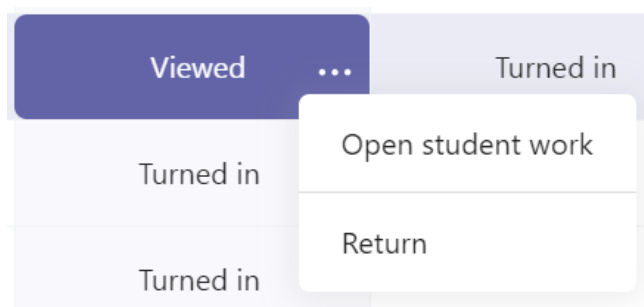 Viewed ... Turned in
Open student work
Turned in
Return
Turned in